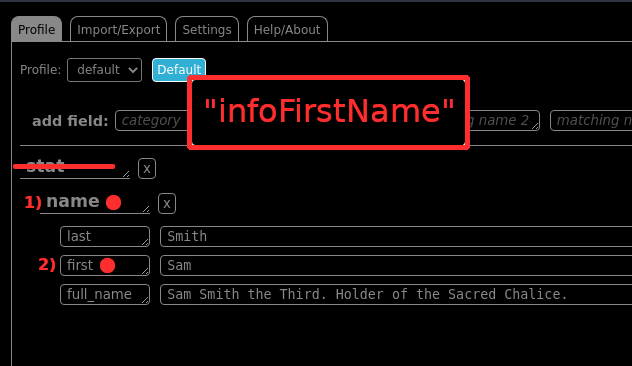 Profile Import/Export Settings Help/About
Profile: default Default
"infoFirstName"
add field: category name 2 matching n
stat x
1) name x
last Smith
2) first Sam
full_name Sam Smith the Third. Holder of the Sacred Chalice.